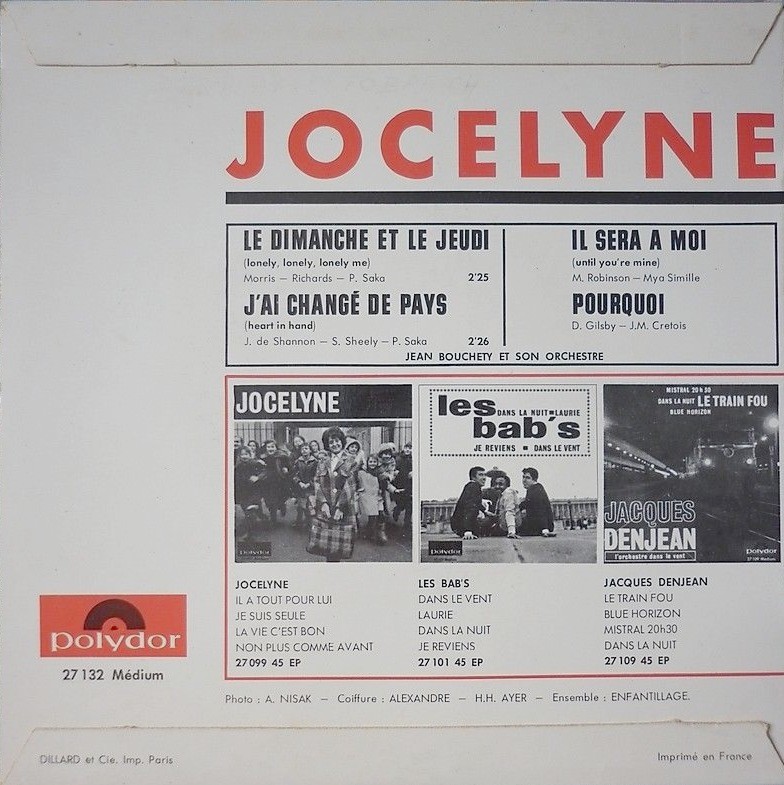 JOCELYNE
LE DIMANCHE ET LE JEUDI
(lonely, lonely, lonely me)
Morris — Richards — P. Saka 2'25
J'AI CHANGÉ DE PAYS
(heart in hand)
J. de Shannon — S. Sheely — P. Saka 2'26
IL SERA A MOI
(until you're mine)
M. Robinson — Mya Simille
POURQUOI
D. Gilsby — J.M. Cretois
JEAN BOUCHETY ET SON ORCHESTRE
JOCELYNE
Polydor
les bab's
DANS LA NUIT ■ LAURIE
JE REVIENS ■ DANS LE VENT
Polydor
MISTRAL 20 h 30
DANS LA NUIT LE TRAIN FOU
BLUE HORIZON
JACQUES
DENJEAN
l'orchestre dans le vent
Polydor
JOCELYNE
IL A TOUT POUR LUI
JE SUIS SEULE
LA VIE C'EST BON
NON PLUS COMME AVANT
27 099 45 EP
LES BAB'S
DANS LE VENT
LAURIE
DANS LA NUIT
JE REVIENS
27 101 45 EP
JACQUES DENJEAN
LE TRAIN FOU
BLUE HORIZON
MISTRAL 20h30
DANS LA NUIT
27 109 45 EP
polydor
27 132 Médium
Photo : A. NISAK — Coiffure : ALEXANDRE — H.H. AYER — Ensemble : ENFANTILLAGE.
DILLARD et Cie. Imp. Paris
Imprimé en France